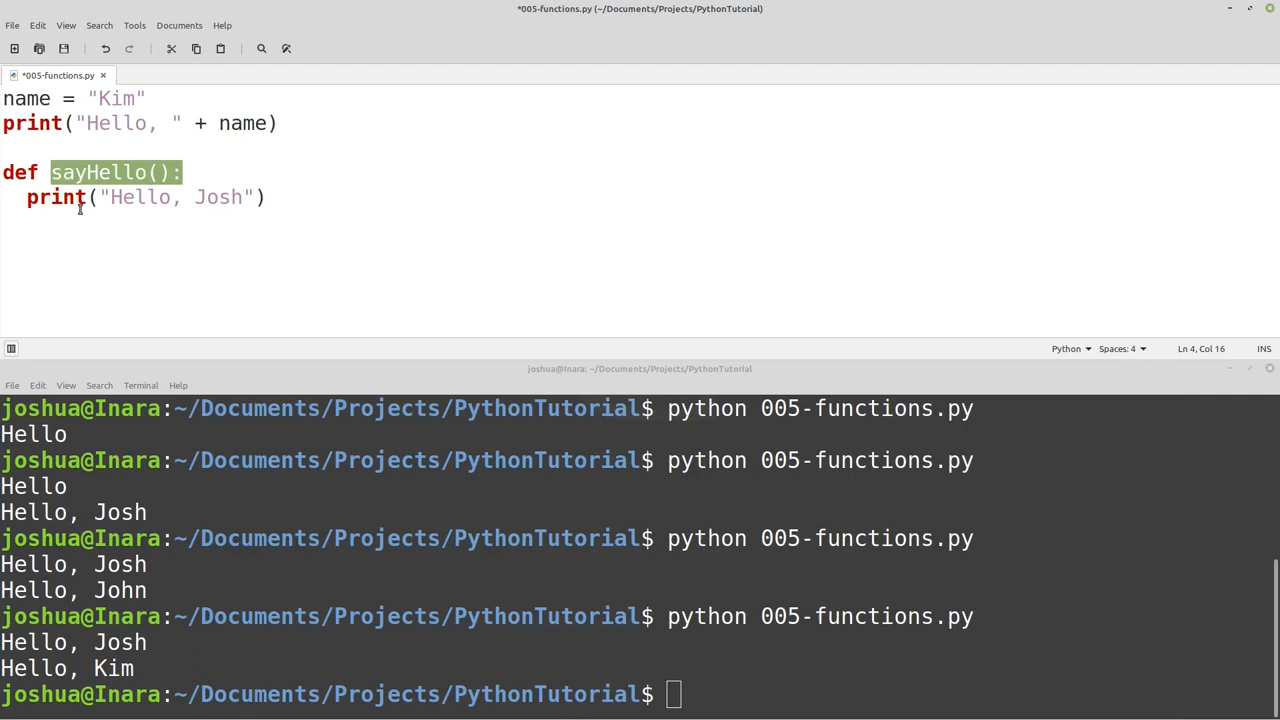 *005-functions.py (~/Documents/Projects/PythonTutorial)
File Edit View Search Tools Documents Help
*005-functions.py ×
name = "Kim"
print("Hello, " + name)
def sayHello():
  print("Hello, Josh")
Python Spaces: 4 Ln 4, Col 16 INS
joshua@Inara: ~/Documents/Projects/PythonTutorial
File Edit View Search Terminal Help
joshua@Inara:~/Documents/Projects/PythonTutorial$ python 005-functions.py
Hello
joshua@Inara:~/Documents/Projects/PythonTutorial$ python 005-functions.py
Hello
Hello, Josh
joshua@Inara:~/Documents/Projects/PythonTutorial$ python 005-functions.py
Hello, Josh
Hello, John
joshua@Inara:~/Documents/Projects/PythonTutorial$ python 005-functions.py
Hello, Josh
Hello, Kim
joshua@Inara:~/Documents/Projects/PythonTutorial$